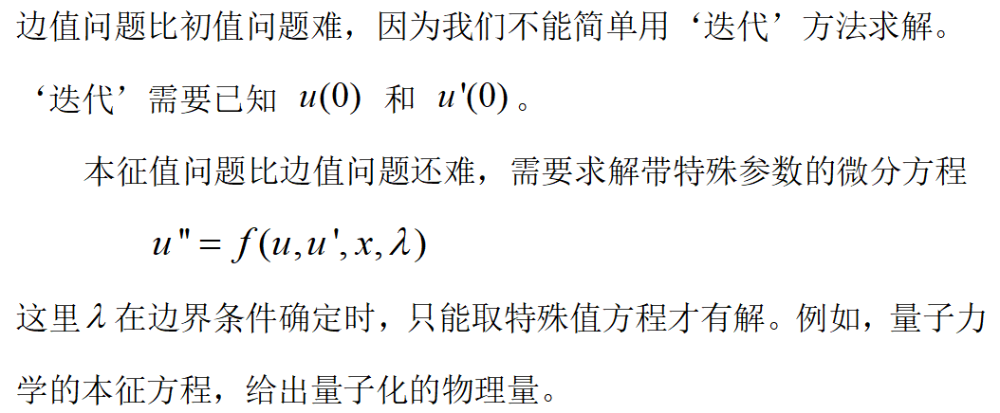 边值问题比初值问题难，因为我们不能简单用‘迭代’方法求解。
‘迭代’需要已知 u(0) 和 u'(0)。
本征值问题比边值问题还难，需要求解带特殊参数的微分方程
u" = f(u,u',x,λ)
这里λ在边界条件确定时，只能取特殊值方程才有解。例如，量子力
学的本征方程，给出量子化的物理量。